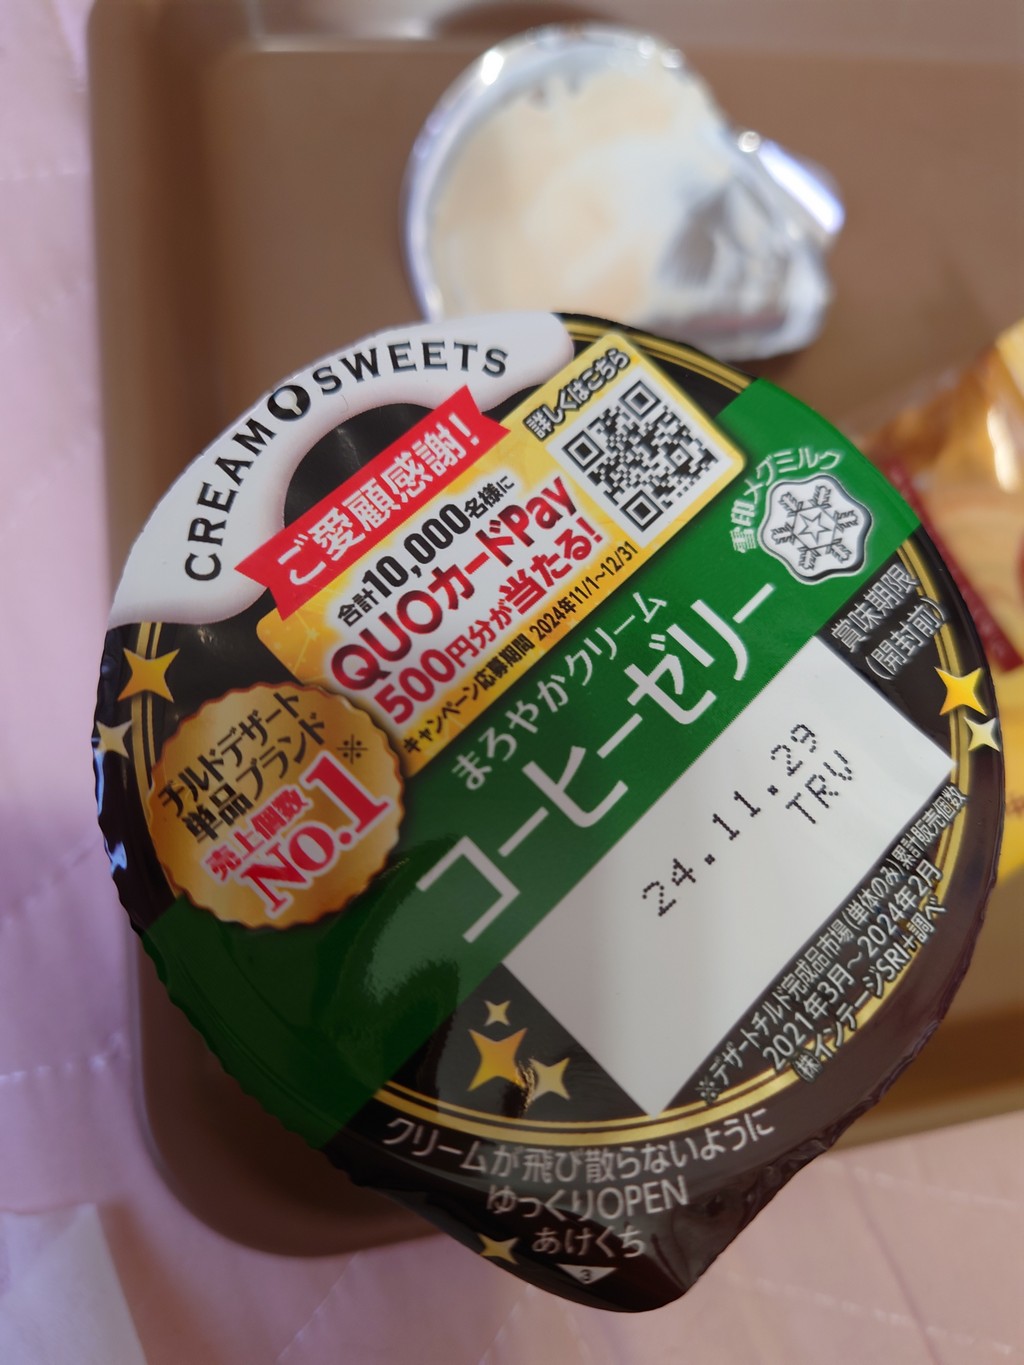 CREAM SWEETS
ご愛顧感謝!
合計10,000名様に
QUOカードPay
500円分が当たる!
キャンペーン応募期間 2024年11/1~12/31
詳しくはこちら
雪印メグミルク
まろやかクリーム
コーヒーゼリー
チルドデザート
単品ブランド※
売上個数
No.1
賞味期限
(開封前)
24.11.29
TRU
※デザートチルド完成品市場(単体のみ)累計販売個数
2021年3月~2024年2月
(株)インテージSRI+調べ
クリームが飛び散らないように
ゆっくりOPEN
あけくち
3